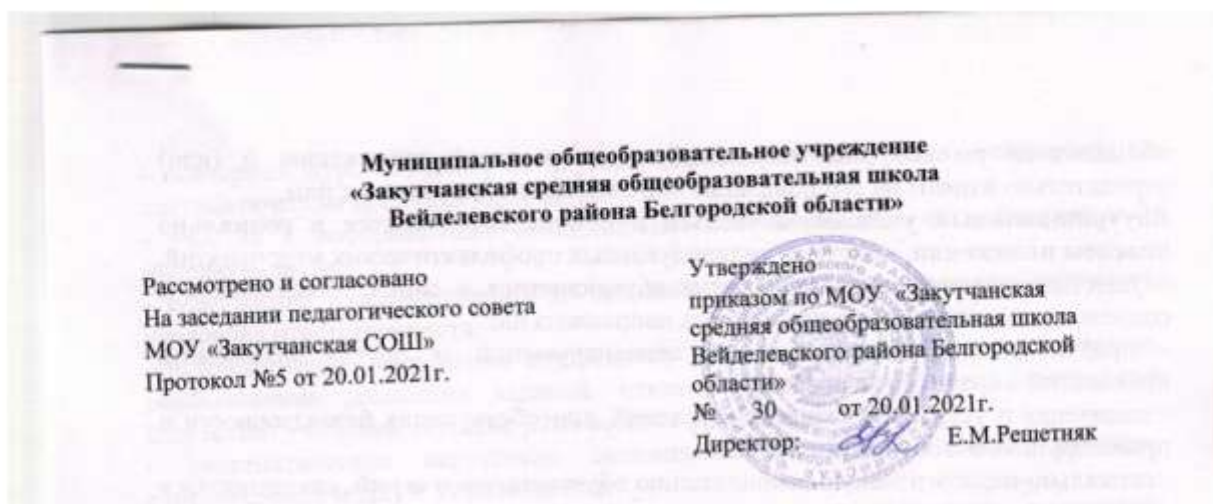 Муниципальное общеобразовательное учреждение
«Закутчанская средняя общеобразовательная школа
Вейделевского района Белгородской области»
Рассмотрено и согласовано
На заседании педагогического совета
МОУ «Закутчанская СОШ»
Протокол №5 от 20.01.2021г.
Утверждено
приказом по МОУ «Закутчанская
средняя общеобразовательная школа
Вейделевского района Белгородской
области»
№ 30 от 20.01.2021г.
Директор: Е.М.Решетняк